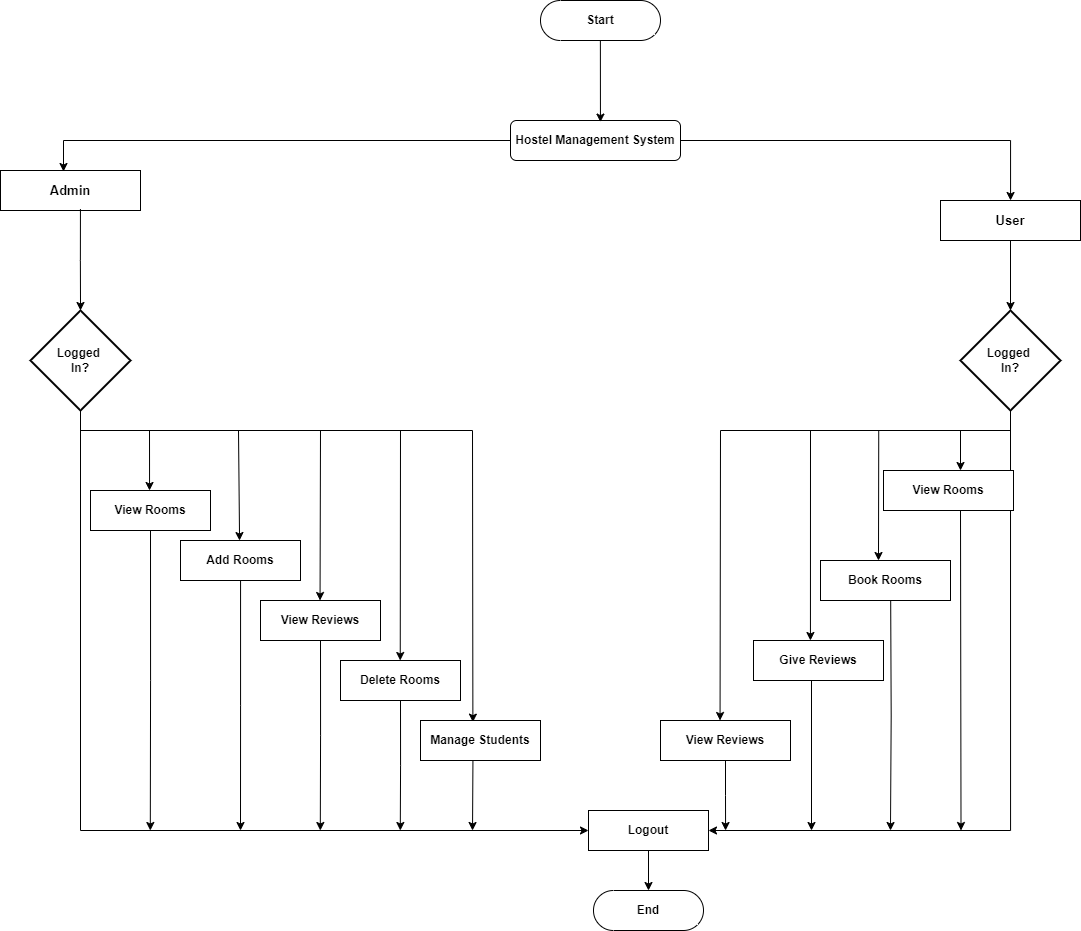 Start
Hostel Management System
Admin
User
Logged
In?
Logged
In?
View Rooms
View Rooms
Add Rooms
Book Rooms
View Reviews
Give Reviews
Delete Rooms
Manage Students
View Reviews
Logout
End